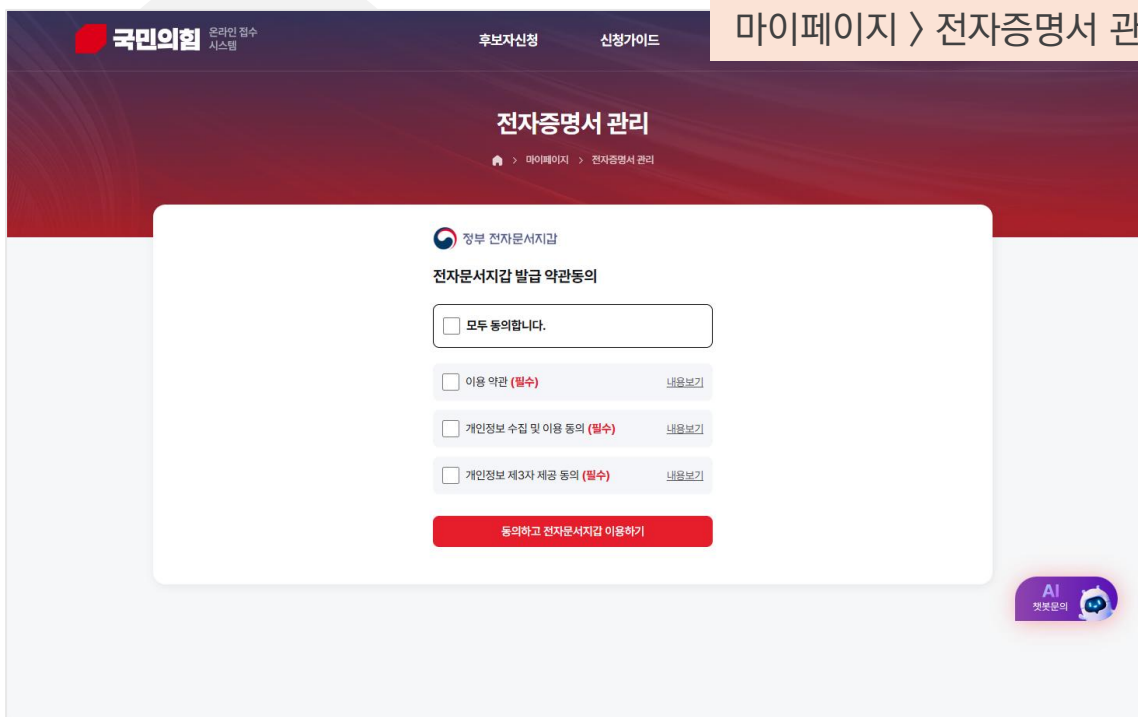 국민의힘 온라인 접수
시스템
후보자신청 신청가이드
마이페이지 > 전자증명서 관
전자증명서 관리
> 마이페이지 > 전자증명서 관리
정부 전자문서지갑
전자문서지갑 발급 약관동의
모두 동의합니다.
이용 약관 (필수) 내용보기
개인정보 수집 및 이용 동의 (필수) 내용보기
개인정보 제3자 제공 동의 (필수) 내용보기
동의하고 전자문서지갑 이용하기
AI
챗봇문의